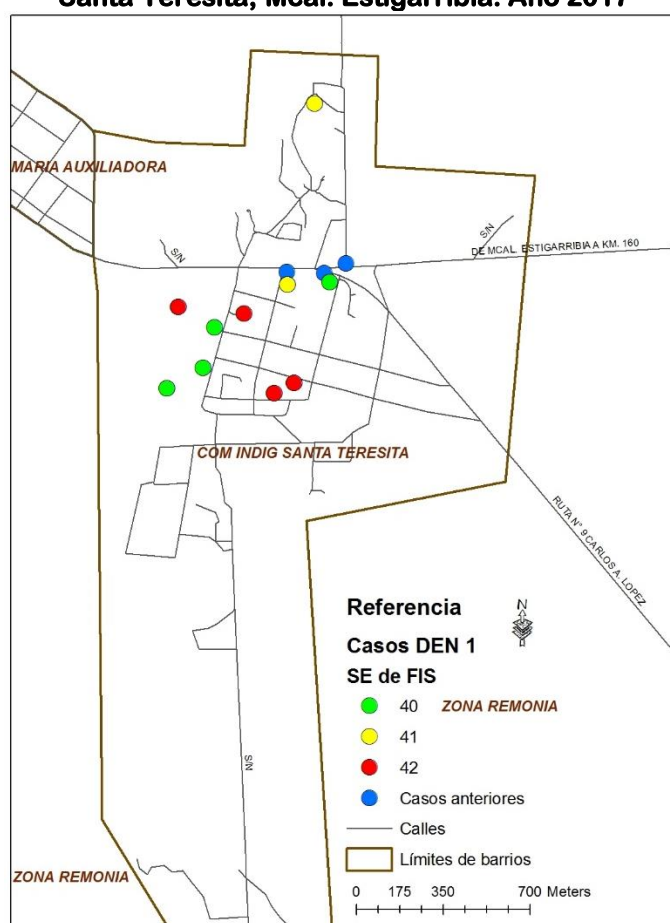 Santa Teresita, Mcal. Estigarribia. Año 2017
MARIA AUXILIADORA
S/N
S/N
DE MCAL. ESTIGARRIBIA A KM. 160
COM INDIG SANTA TERESITA
RUTA N° 9 CARLOS A. LOPEZ
Referencia
N
Casos DEN 1
SE de FIS
40 ZONA REMONIA
41
42
Casos anteriores
Calles
Límites de barrios
S/N
ZONA REMONIA
0 175 350 700 Meters